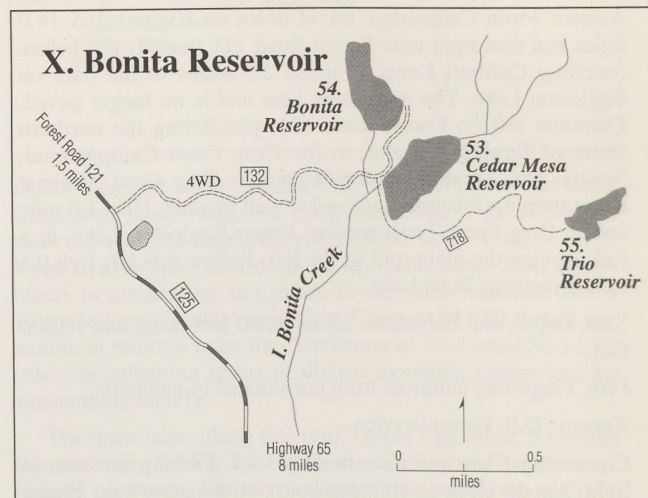 X. Bonita Reservoir
54.
Bonita
Reservoir
53.
Cedar Mesa
Reservoir
Forest Road 121
1.5 miles
4WD
132
718
55.
Trio
Reservoir
125
I. Bonita Creek
Highway 65
8 miles
0
0.5
miles